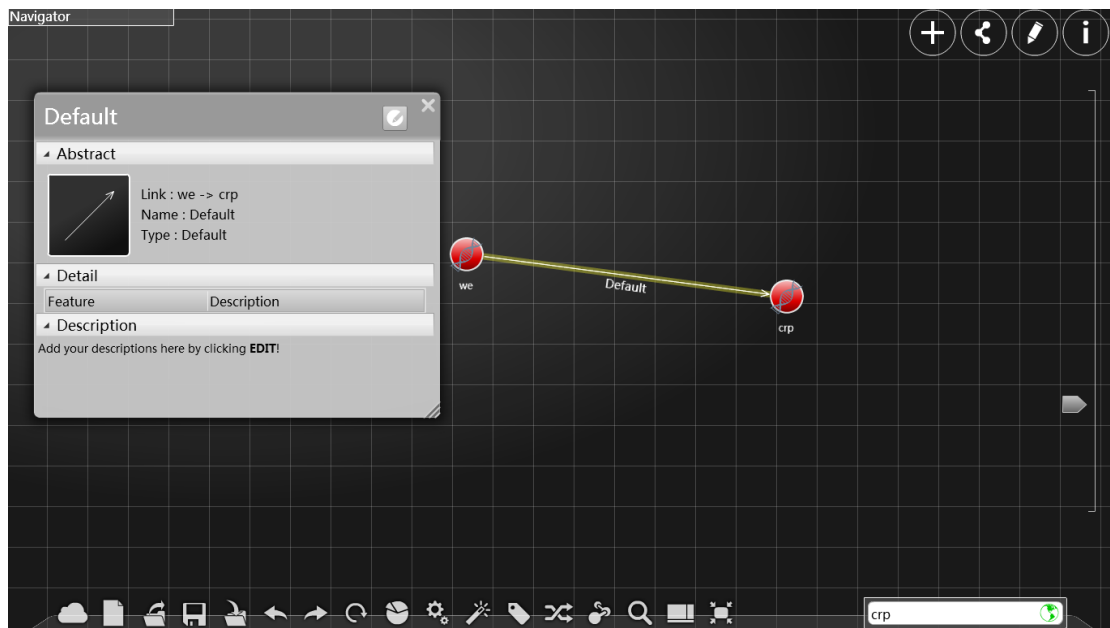 Navigator
Default
Abstract
Link : we -> crp
Name : Default
Type : Default
Detail
Feature Description
Description
Add your descriptions here by clicking EDIT!
we
Default
crp
crp